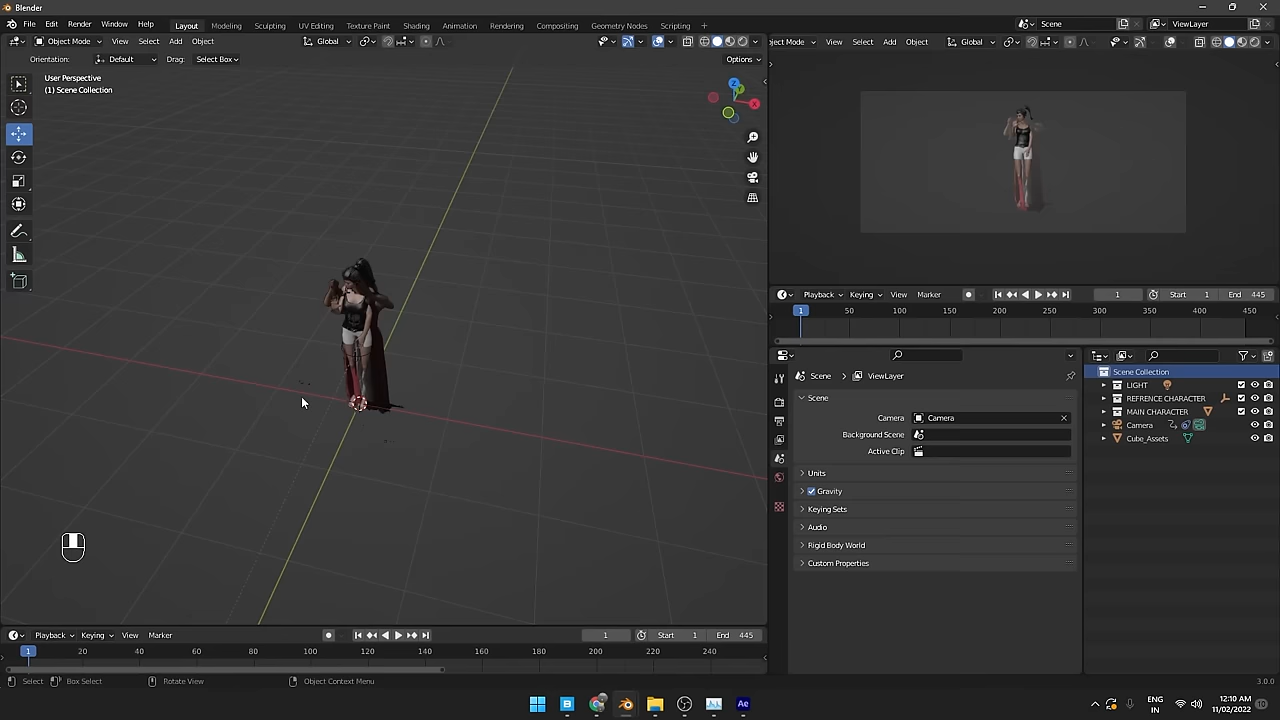 Blender
File Edit Render Window Help Layout Modeling Sculpting UV Editing Texture Paint Shading Animation Rendering Compositing Geometry Nodes Scripting + Scene ViewLayer
Object Mode View Select Add Object Global
ject Mode View Select Add Object Global
Orientation: Default Drag: Select Box Options
User Perspective
(1) Scene Collection
Z
Y
X
Playback Keying View Marker 1 Start 1 End 445
1 50 100 150 200 250 300 350 400 450
Scene ViewLayer
Scene
Camera Camera
Background Scene
Active Clip
Units
Gravity
Keying Sets
Audio
Rigid Body World
Custom Properties
Scene Collection
LIGHT
REFRENCE CHARACTER
MAIN CHARACTER
Camera
Cube_Assets
Playback Keying View Marker 1 Start 1 End 445
1 20 40 60 80 100 120 140 160 180 200 220 240
Select Box Select Rotate View Object Context Menu 3.0.0
Ae
ENG
IN
12:10 AM
11/02/2022